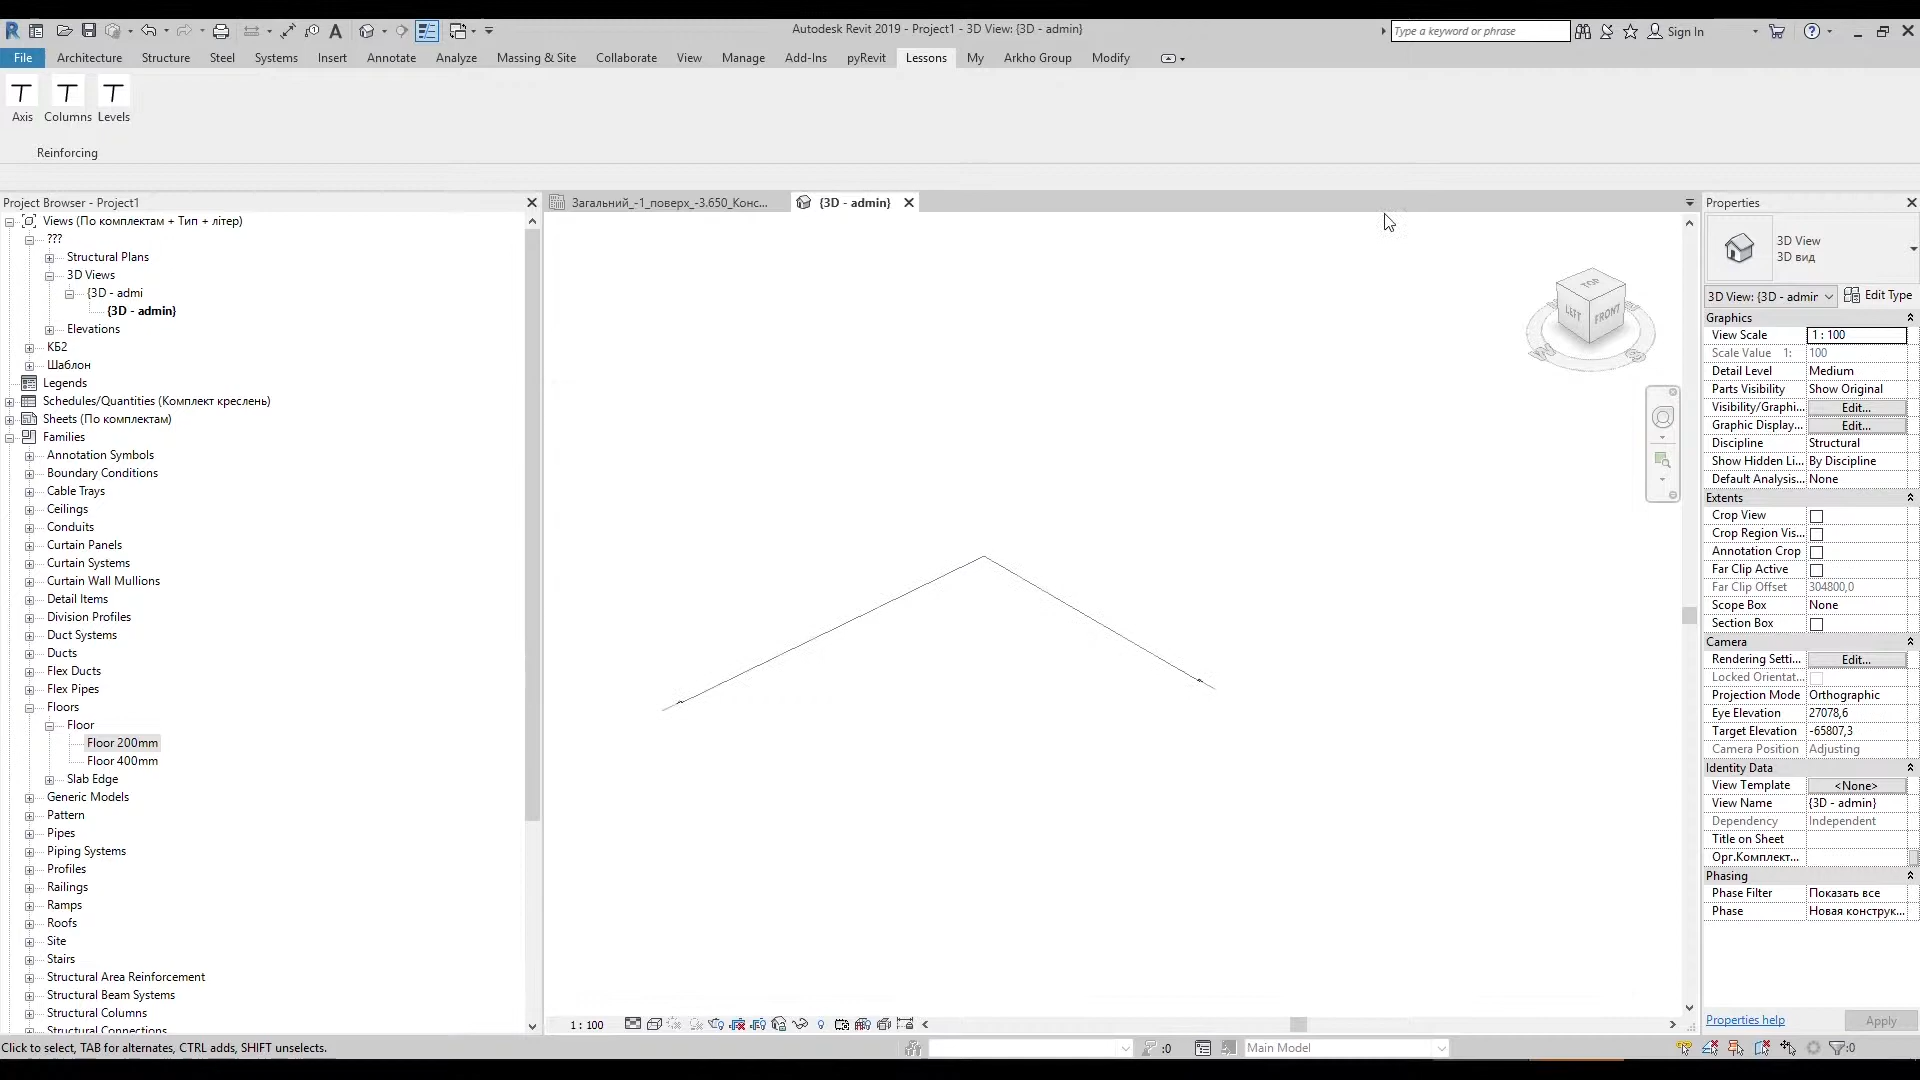 Autodesk Revit 2019 - Project1 - 3D View: {3D - admin}
Type a keyword or phrase
Sign In
File Architecture Structure Steel Systems Insert Annotate Analyze Massing & Site Collaborate View Manage Add-Ins pyRevit Lessons My Arkho Group Modify
Axis Columns Levels
Reinforcing
Project Browser - Project1
Загальний_-1_поверх_-3.650_Конс...
{3D - admin}
Properties
Views (По комплектам + Тип + літер)
???
Structural Plans
3D Views
{3D - admi
{3D - admin}
Elevations
КБ2
Шаблон
Legends
Schedules/Quantities (Комплект креслень)
Sheets (По комплектам)
Families
Annotation Symbols
Boundary Conditions
Cable Trays
Ceilings
Conduits
Curtain Panels
Curtain Systems
Curtain Wall Mullions
Detail Items
Division Profiles
Duct Systems
Ducts
Flex Ducts
Flex Pipes
Floors
Floor
Floor 200mm
Floor 400mm
Slab Edge
Generic Models
Pattern
Pipes
Piping Systems
Profiles
Railings
Ramps
Roofs
Site
Stairs
Structural Area Reinforcement
Structural Beam Systems
Structural Columns
Structural Connections
TOP
LEFT
FRONT
3D View
3D вид
3D View: {3D - admir
Edit Type
Graphics
View Scale 1 : 100
Scale Value 1: 100
Detail Level Medium
Parts Visibility Show Original
Visibility/Graphi... Edit...
Graphic Display... Edit...
Discipline Structural
Show Hidden Li... By Discipline
Default Analysis... None
Extents
Crop View
Crop Region Vis...
Annotation Crop
Far Clip Active
Far Clip Offset 304800,0
Scope Box None
Section Box
Camera
Rendering Setti... Edit...
Locked Orientat...
Projection Mode Orthographic
Eye Elevation 27078,6
Target Elevation -65807,3
Camera Position Adjusting
Identity Data
View Template <None>
View Name {3D - admin}
Dependency Independent
Title on Sheet
Орг.Комплект...
Phasing
Phase Filter Показать все
Phase Новая конструк...
Properties help
Apply
1 : 100
Click to select, TAB for alternates, CTRL adds, SHIFT unselects.
:0
Main Model
:0